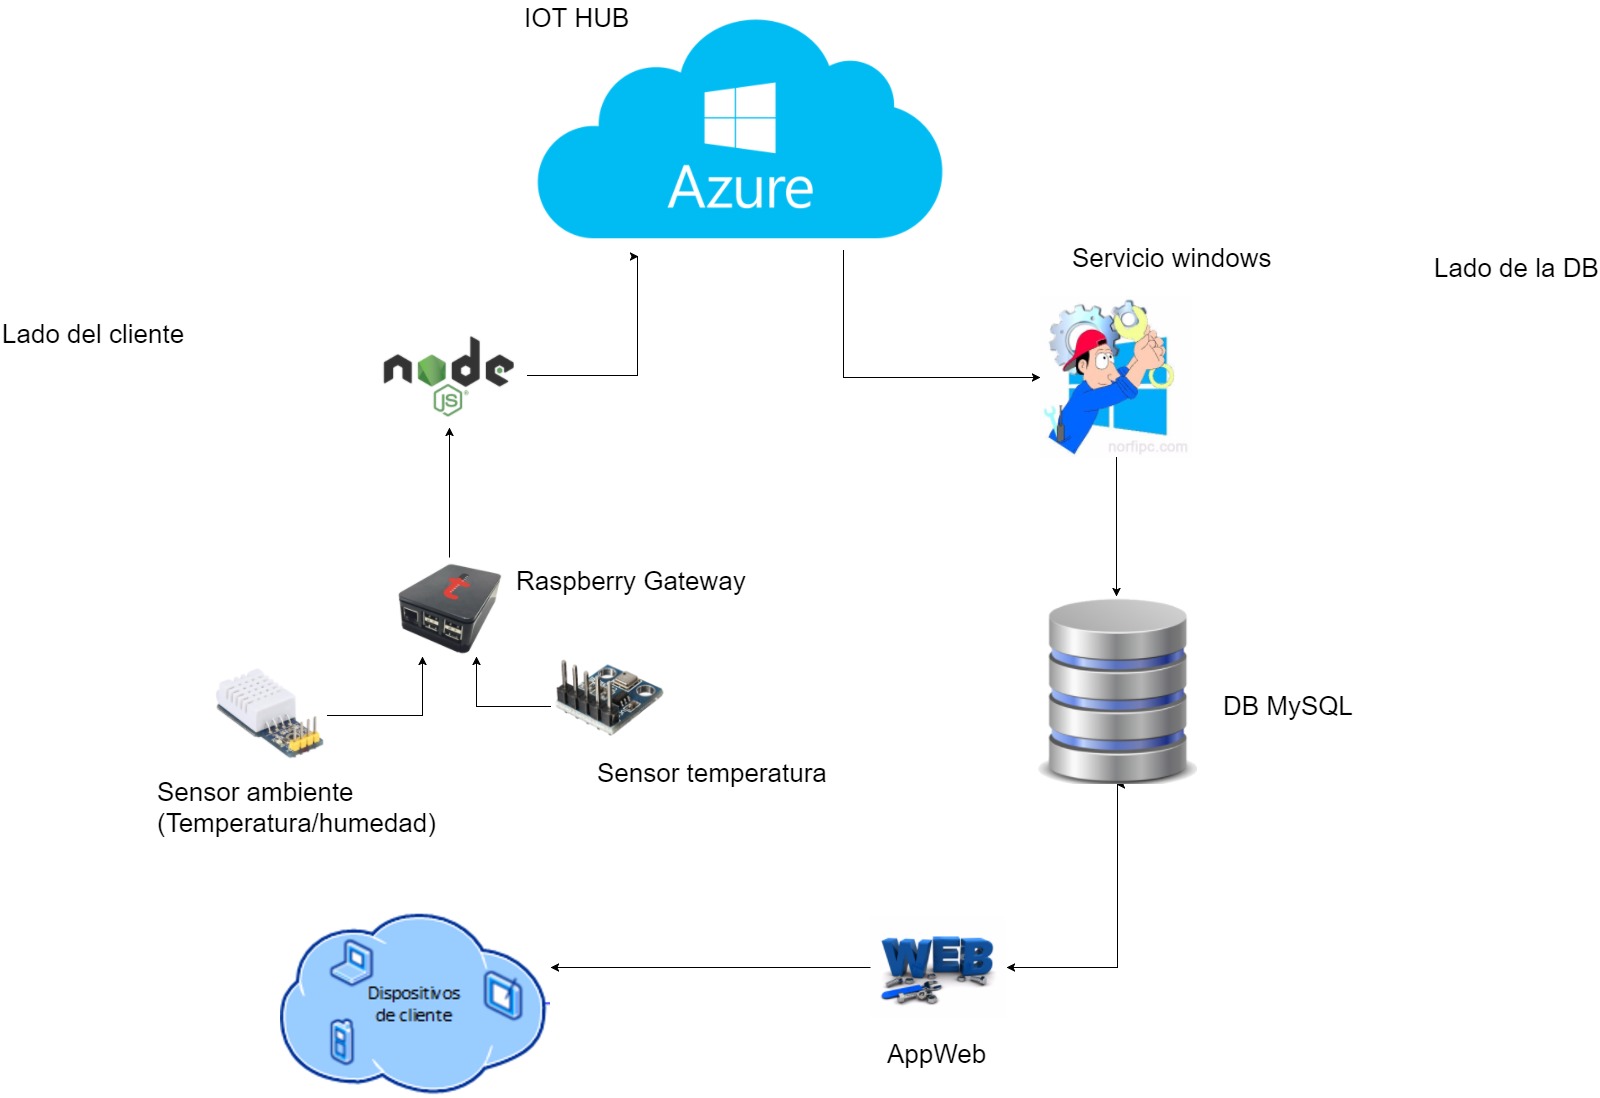 IOT HUB
Azure
Servicio windows
Lado de la DB
Lado del cliente
node
JS
norfipc.com
Raspberry Gateway
DB MySQL
Sensor temperatura
Sensor ambiente
(Temperatura/humedad)
WEB
Dispositivos
de cliente
AppWeb